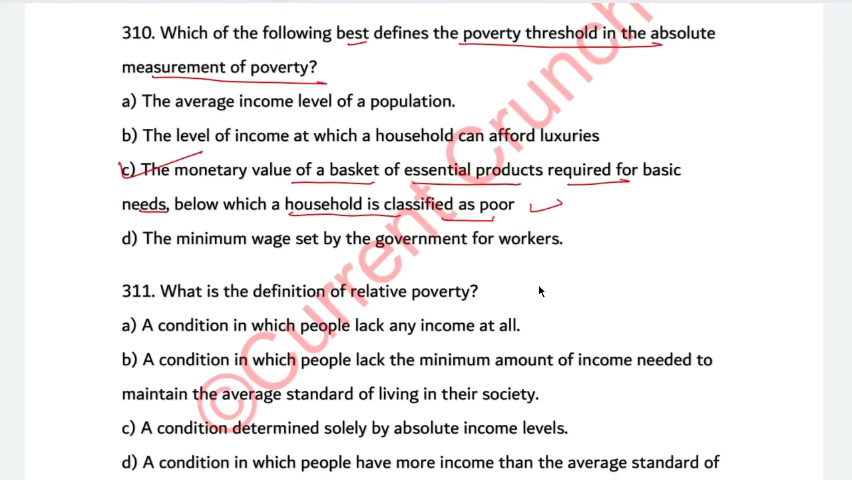 310. Which of the following best defines the poverty threshold in the absolute
measurement of poverty?
a) The average income level of a population.
b) The level of income at which a household can afford luxuries
c) The monetary value of a basket of essential products required for basic
needs, below which a household is classified as poor
d) The minimum wage set by the government for workers.
311. What is the definition of relative poverty?
a) A condition in which people lack any income at all.
b) A condition in which people lack the minimum amount of income needed to
maintain the average standard of living in their society.
c) A condition determined solely by absolute income levels.
d) A condition in which people have more income than the average standard of
©Current Crunch